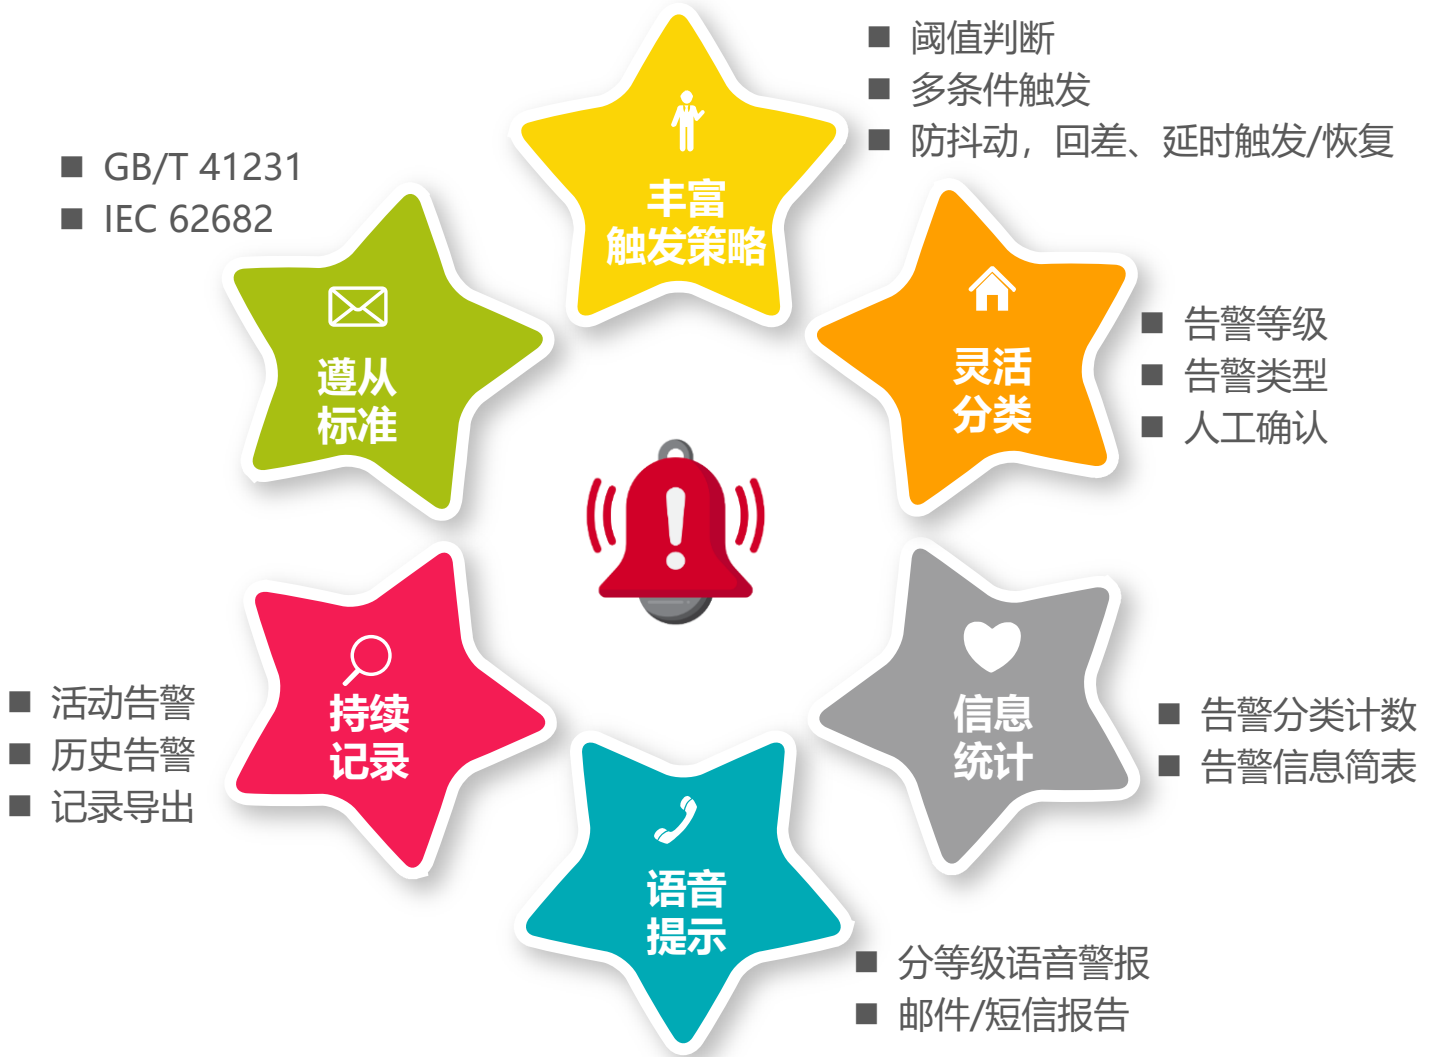 阈值判断
多条件触发
防抖动，回差、延时触发/恢复
丰富
触发策略
GB/T 41231
IEC 62682
遵从
标准
灵活
分类
告警等级
告警类型
人工确认
持续
记录
活动告警
历史告警
记录导出
信息
统计
告警分类计数
告警信息简表
语音
提示
分等级语音警报
邮件/短信报告